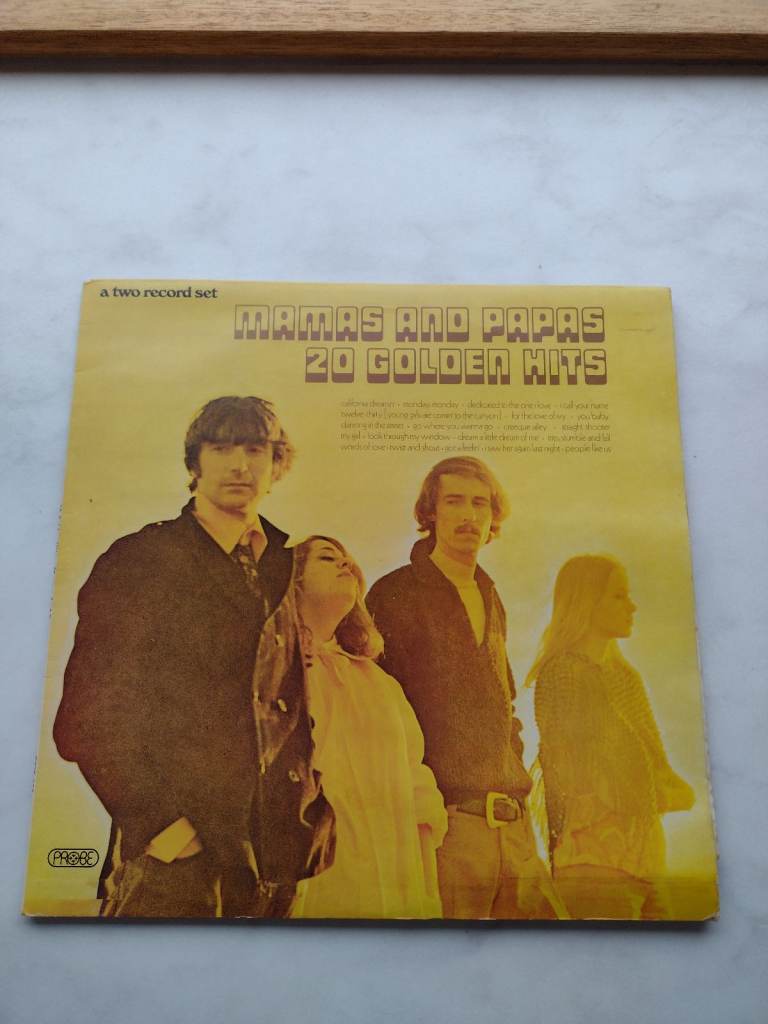 a two record set
MAMAS AND PAPAS
20 GOLDEN HITS
california dreamin' · monday monday · dedicated to the one i love · i call your name
twelve thirty [young girls are comin' to the canyon] · for the love of ivy · you baby
dancing in the street · go where you wanna go · creeque alley · straight shooter
my girl · look through my window · dream a little dream of me · trip, stumble and fall
words of love · twist and shout · got a feelin' · i saw her again last night · people like us
PROBE